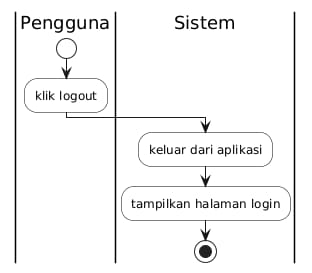 Pengguna
Sistem
klik logout
keluar dari aplikasi
tampilkan halaman login